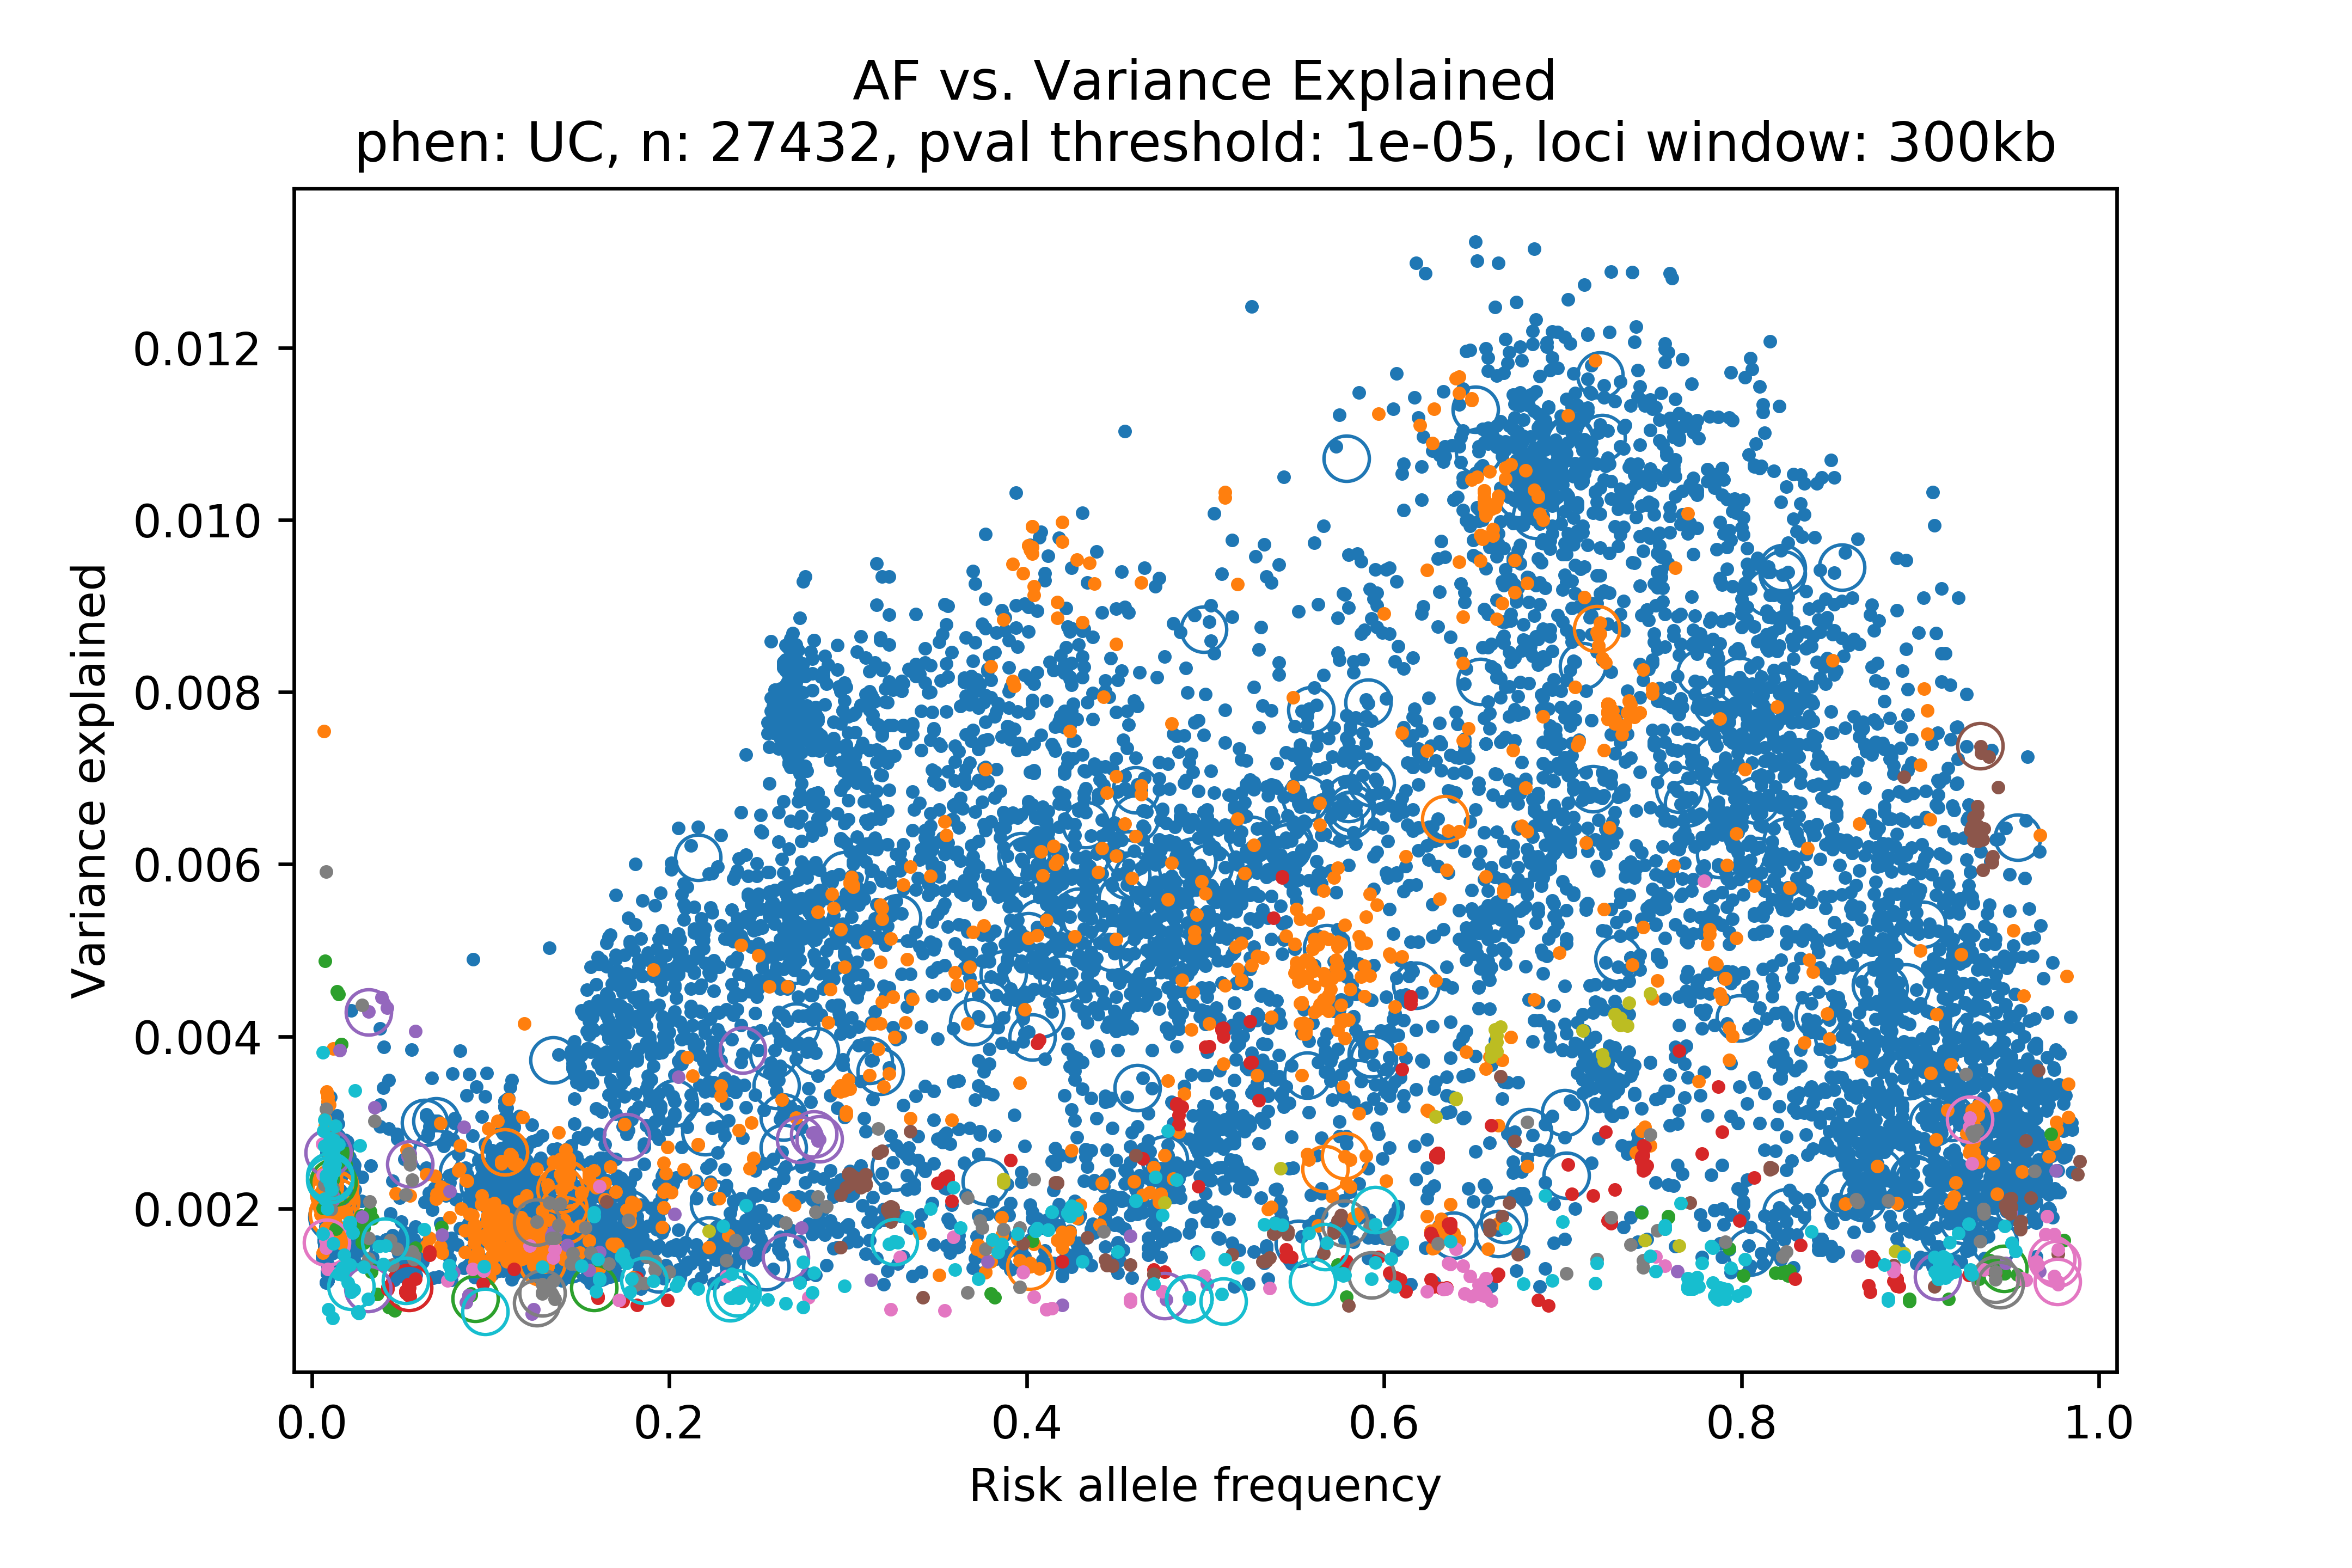 AF vs. Variance Explained
phen: UC, n: 27432, pval threshold: 1e-05, loci window: 300kb
Variance explained
0.012
0.010
0.008
0.006
0.004
0.002
0.0 0.2 0.4 0.6 0.8 1.0
Risk allele frequency